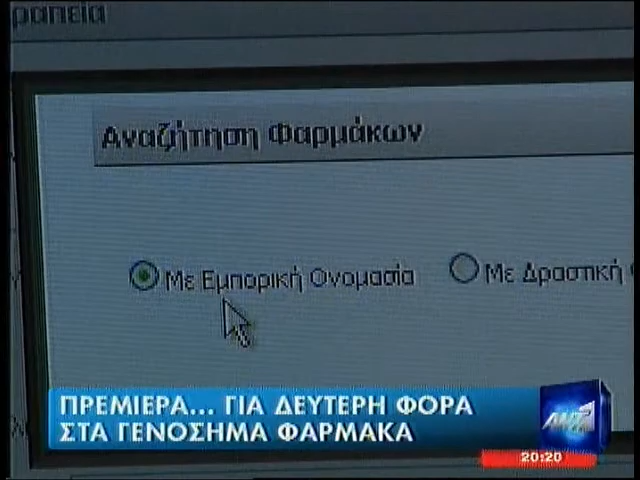 ραπεία
Αναζήτηση Φαρμάκων
Με Εμπορική Ονομασία
Με Δραστική
ΠΡΕΜΙΕΡΑ... ΓΙΑ ΔΕΥΤΕΡΗ ΦΟΡΑ
ΣΤΑ ΓΕΝΟΣΗΜΑ ΦΑΡΜΑΚΑ
ΑΝΤ1
20:20